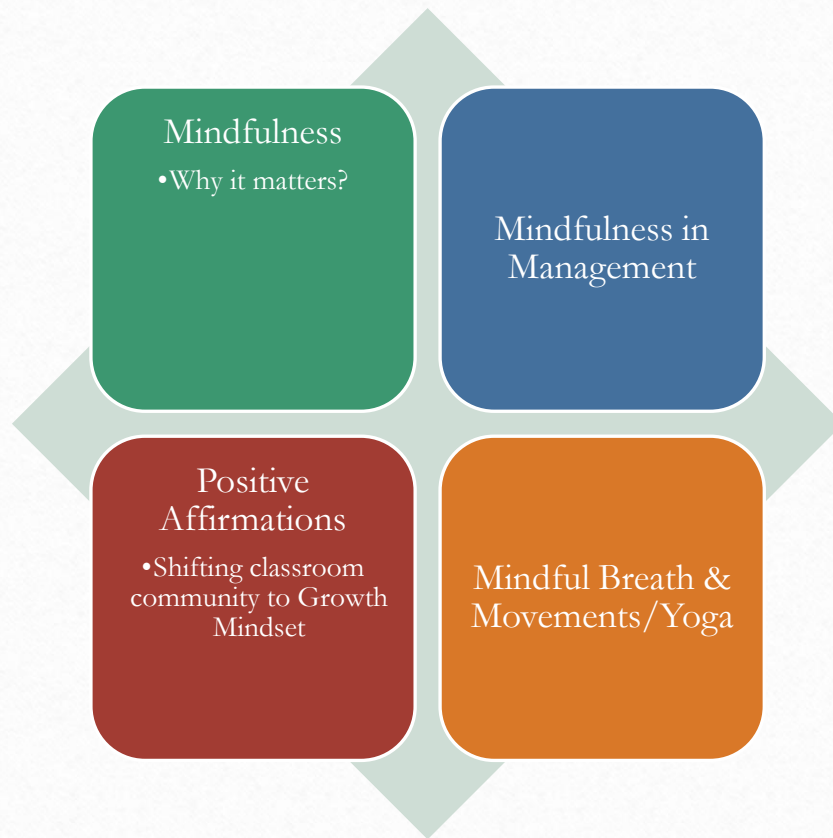 Mindfulness
•Why it matters?
Mindfulness in
Management
Positive
Affirmations
•Shifting classroom
community to Growth
Mindset
Mindful Breath &
Movements/Yoga